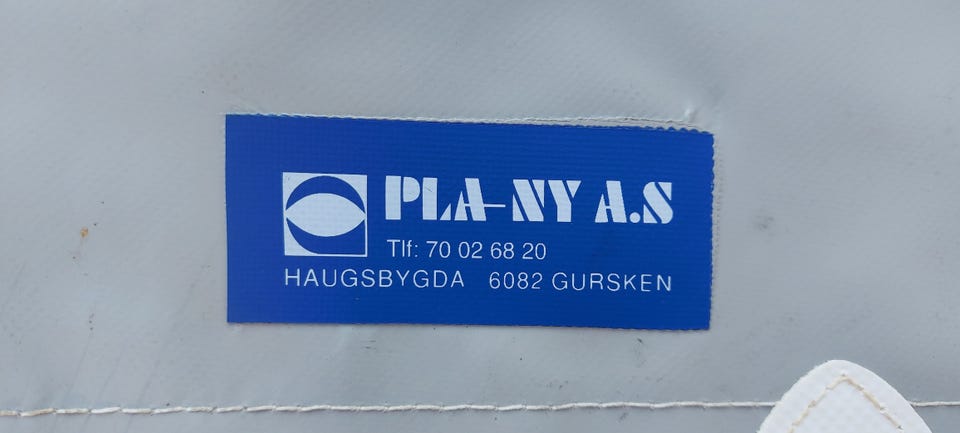 PLA-NY A.S
Tlf: 70 02 68 20
HAUGSBYGDA 6082 GURSKEN